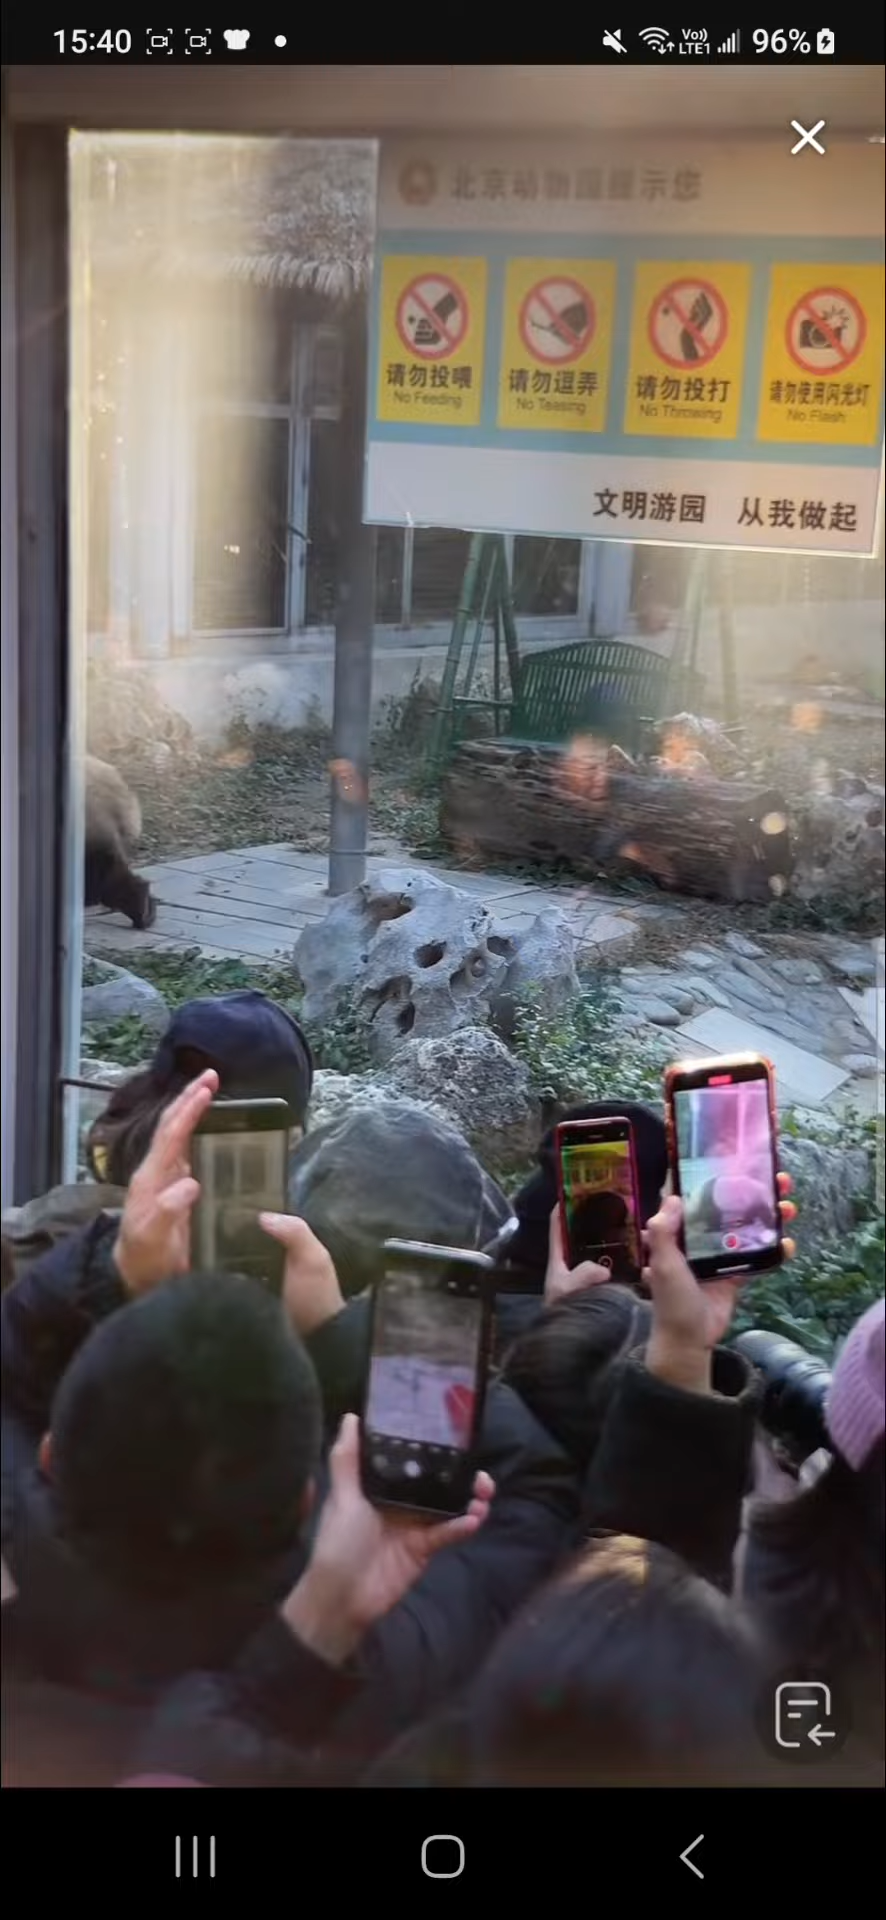 15:40
Vo))
LTE1
96%
北京动物园提示您
请勿投喂
No Feeding
请勿逗弄
No Teasing
请勿投打
No Throwing
请勿使用闪光灯
No Flash
文明游园 从我做起